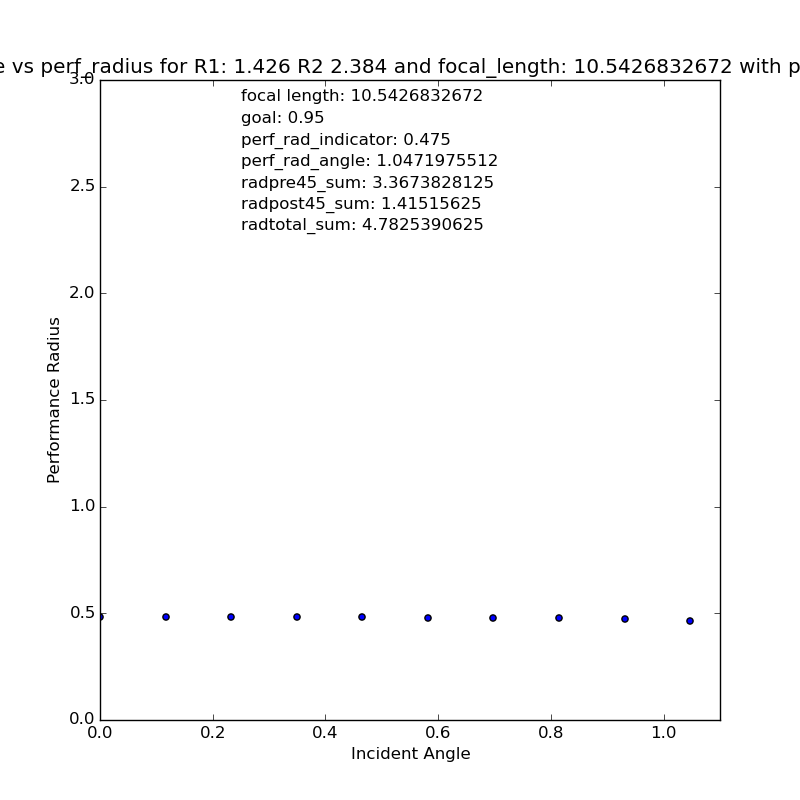 e vs perf_radius for R1: 1.426 R2 2.384 and focal_length: 10.5426832672 with p
focal length: 10.5426832672
goal: 0.95
perf_rad_indicator: 0.475
perf_rad_angle: 1.0471975512
radpre45_sum: 3.3673828125
radpost45_sum: 1.41515625
radtotal_sum: 4.7825390625
3.0
2.5
2.0
1.5
1.0
0.5
0.0
Performance Radius
0.0 0.2 0.4 0.6 0.8 1.0
Incident Angle